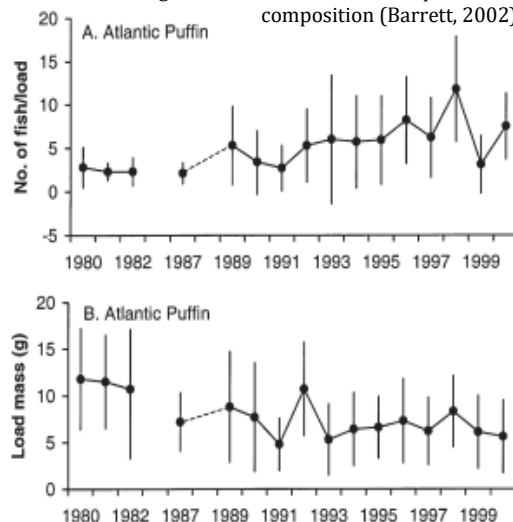 composition (Barrett, 2002)
A. Atlantic Puffin
No. of fish/load
20
15
10
5
0
-5
1980 1982 1987 1989 1991 1993 1995 1997 1999
B. Atlantic Puffin
Load mass (g)
20
15
10
5
0
1980 1982 1987 1989 1991 1993 1995 1997 1999